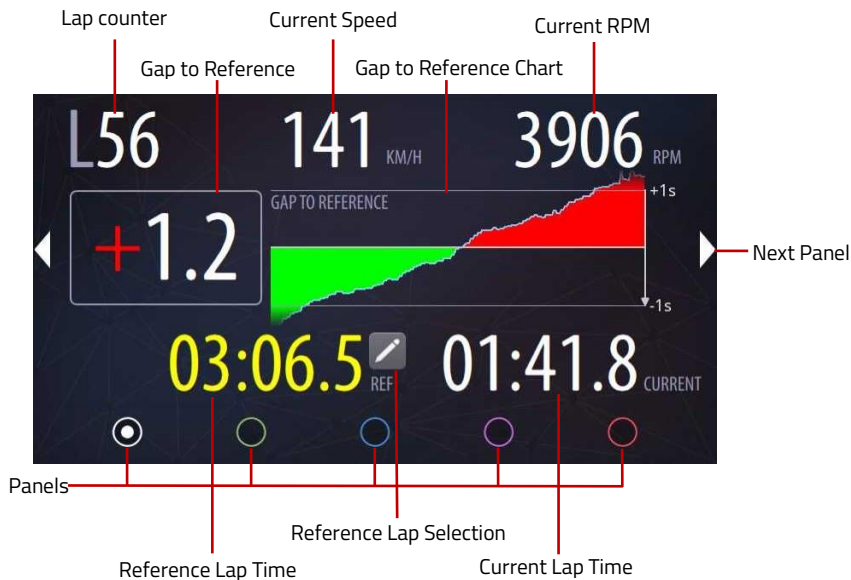 Lap counter
Current Speed
Current RPM
Gap to Reference
Gap to Reference Chart
L56
141 KM/H
3906 RPM
GAP TO REFERENCE
+1s
+1.2
Next Panel
-1s
03:06.5 REF
01:41.8 CURRENT
Panels
Reference Lap Selection
Reference Lap Time
Current Lap Time